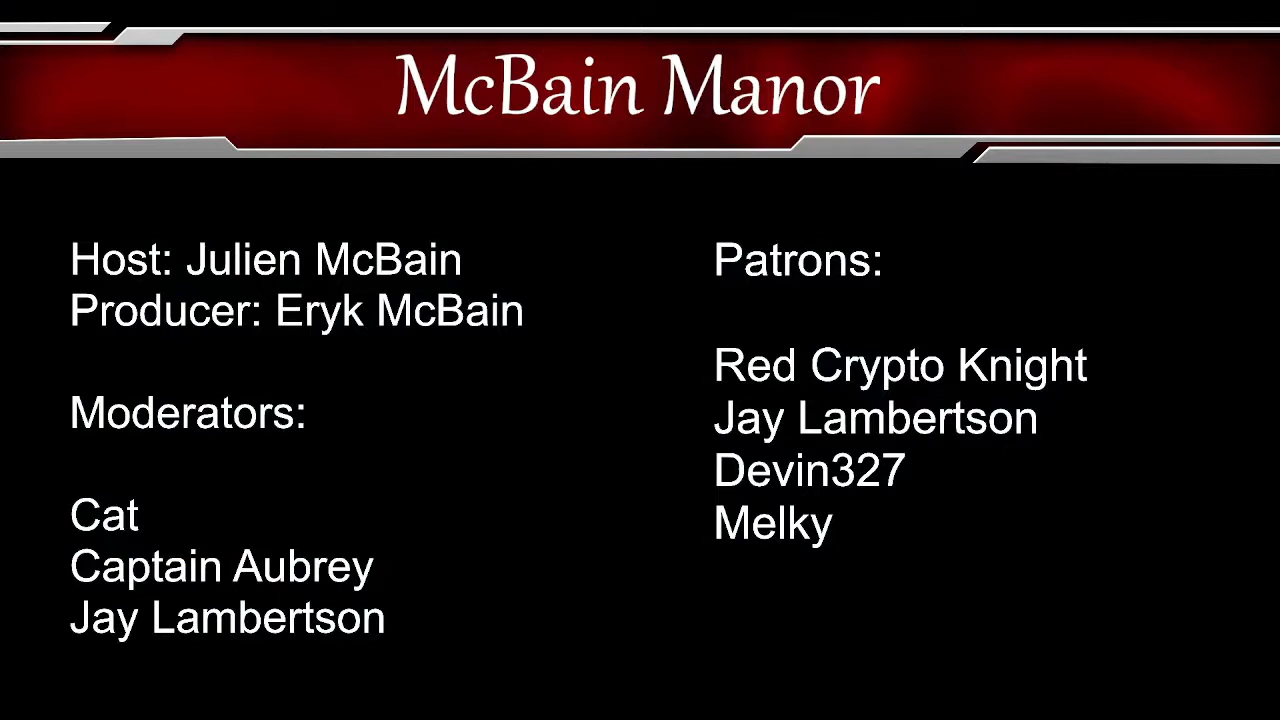 McBain Manor
Host: Julien McBain
Producer: Eryk McBain
Moderators:
Cat
Captain Aubrey
Jay Lambertson
Patrons:
Red Crypto Knight
Jay Lambertson
Devin327
Melky